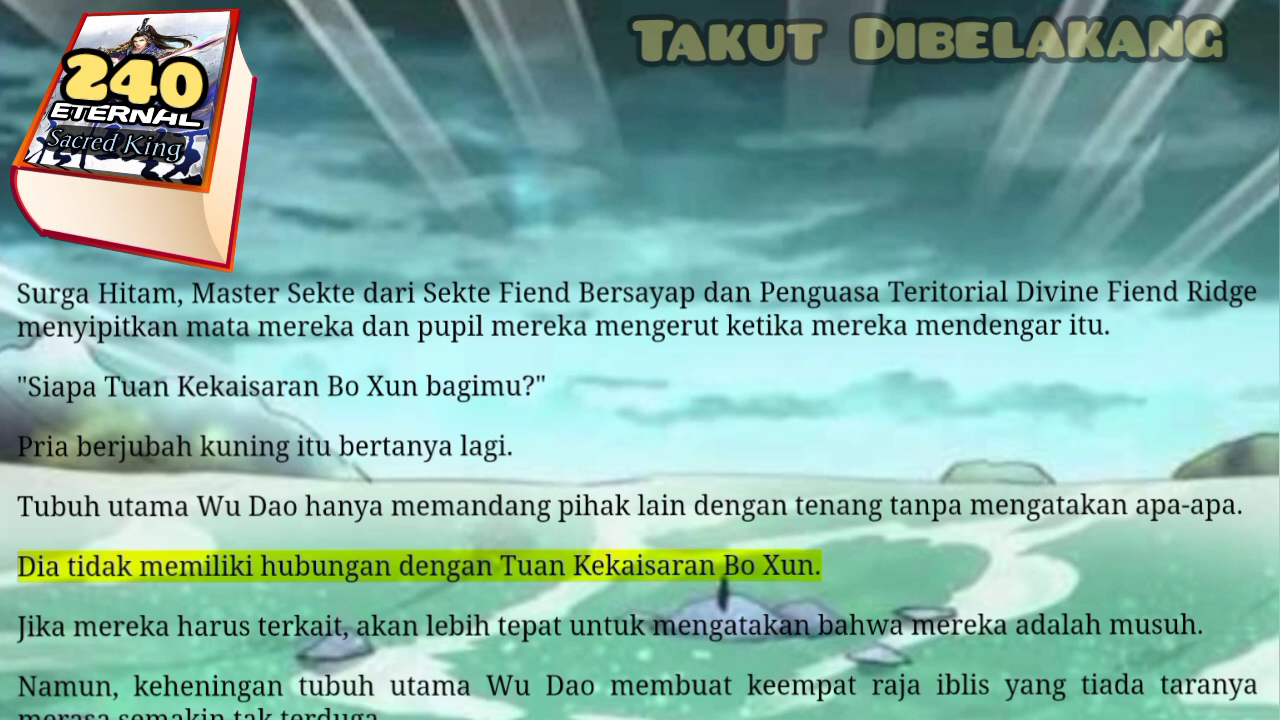 Takut Dibelakang
240
ETERNAL
Sacred King
Surga Hitam, Master Sekte dari Sekte Fiend Bersayap dan Penguasa Teritorial Divine Fiend Ridge
menyipitkan mata mereka dan pupil mereka mengerut ketika mereka mendengar itu.
"Siapa Tuan Kekaisaran Bo Xun bagimu?"
Pria berjubah kuning itu bertanya lagi.
Tubuh utama Wu Dao hanya memandang pihak lain dengan tenang tanpa mengatakan apa-apa.
Dia tidak memiliki hubungan dengan Tuan Kekaisaran Bo Xun.
Jika mereka harus terkait, akan lebih tepat untuk mengatakan bahwa mereka adalah musuh.
Namun, keheningan tubuh utama Wu Dao membuat keempat raja iblis yang tiada taranya
merasa semakin tak terduga.